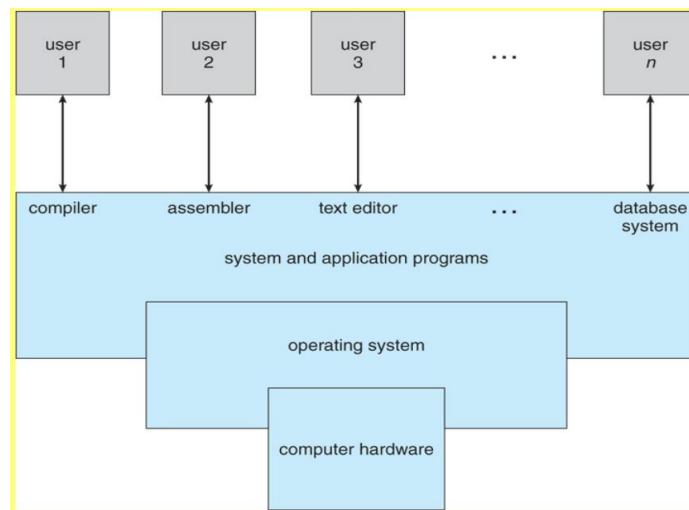 user
1
user
2
user
3
...
user
n
compiler
assembler
text editor
...
database
system
system and application programs
operating system
computer hardware